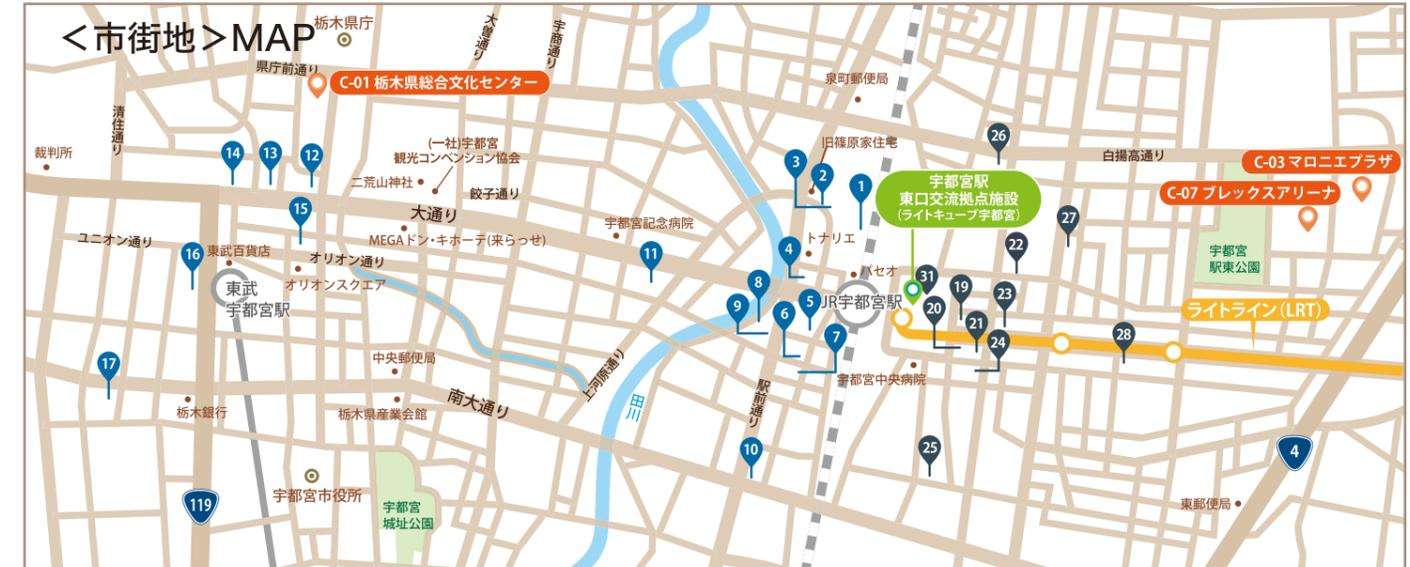 ＜市街地＞MAP
栃木県庁
大曽通り
宇商通り
県庁前通り
C-01 栃木県総合文化センター
清住通り
泉町郵便局
裁判所
14
13
12
(一社)宇都宮
観光コンベンション協会
二荒山神社
餃子通り
旧篠原家住宅
3
2
1
26
白揚高通り
C-03 マロニエプラザ
C-07 ブレックスアリーナ
宇都宮駅
東口交流拠点施設
(ライトキューブ宇都宮)
15
大通り
MEGAドン・キホーテ(来らっせ)
宇都宮記念病院
トナリエ
27
22
ユニオン通り
16
東武百貨店
オリオン通り
オリオンスクエア
11
4
パセオ
宇都宮
駅東公園
東武
宇都宮駅
8
9
6
5
7
JR宇都宮駅
31
20
19
21
23
24
28
ライトライン(LRT)
17
中央郵便局
上河原通り
宇都宮中央病院
栃木銀行
栃木県産業会館
南大通り
田川
駅前通り
10
25
4
119
宇都宮市役所
宇都宮
城址公園
東郵便局